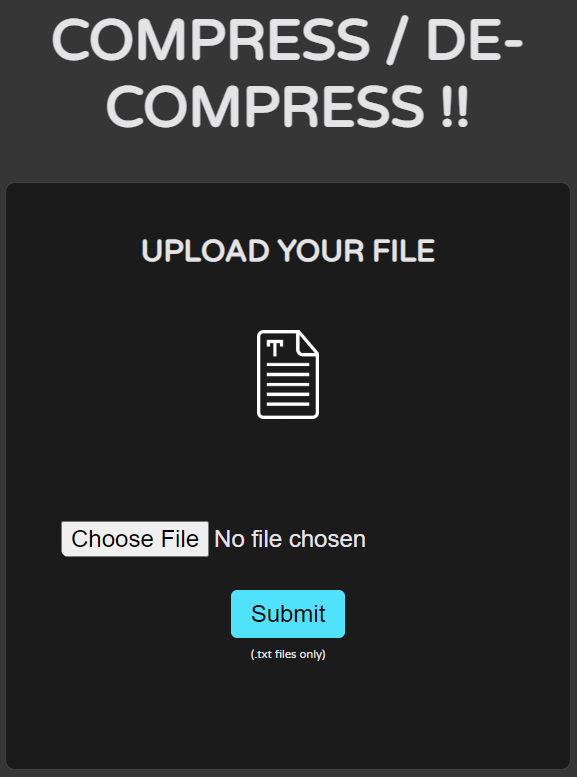 COMPRESS / DE-
COMPRESS !!
UPLOAD YOUR FILE
T
Choose File No file chosen
Submit
(.txt files only)